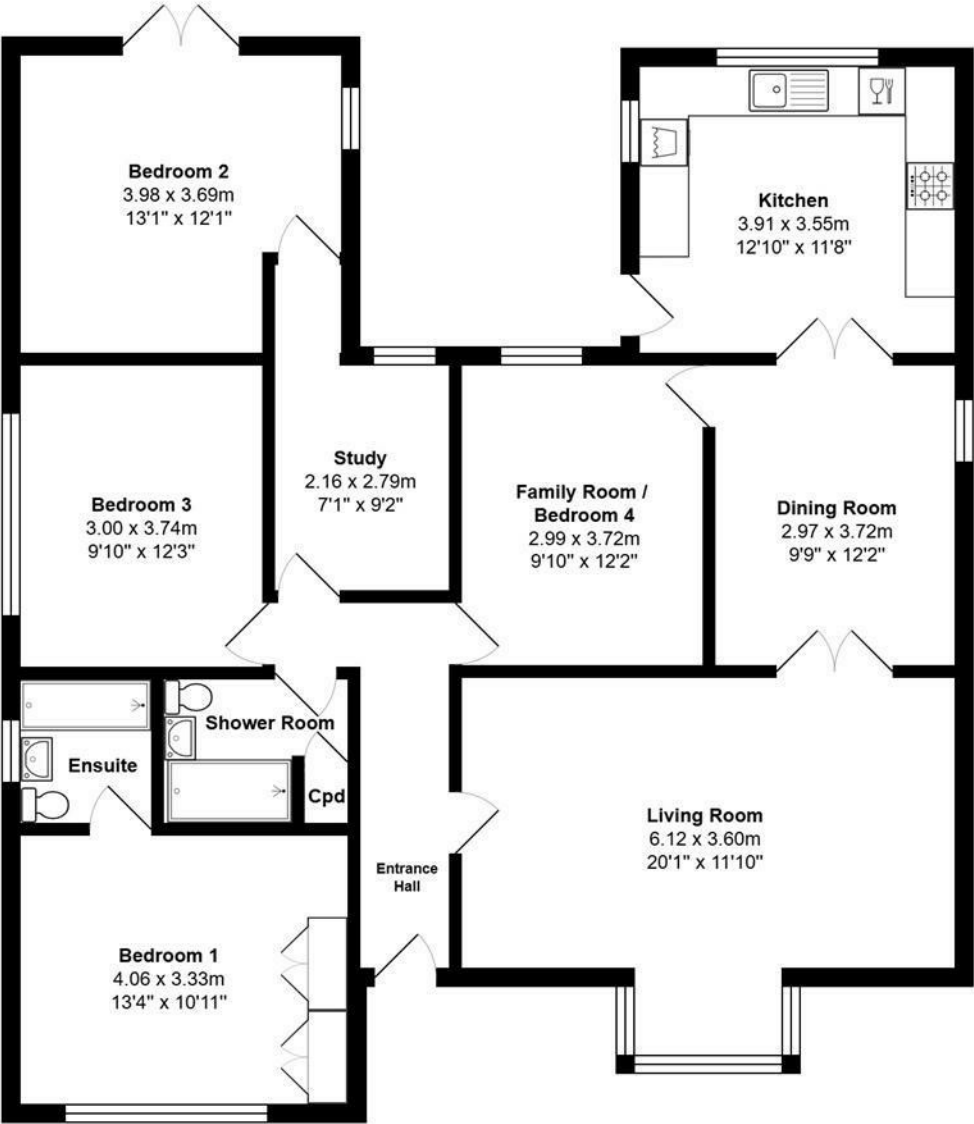 Bedroom 2
3.98 x 3.69m
13'1" x 12'1"
Kitchen
3.91 x 3.55m
12'10" x 11'8"
Study
2.16 x 2.79m
7'1" x 9'2"
Bedroom 3
3.00 x 3.74m
9'10" x 12'3"
Family Room /
Bedroom 4
2.99 x 3.72m
9'10" x 12'2"
Dining Room
2.97 x 3.72m
9'9" x 12'2"
Shower Room
Ensuite
Cpd
Living Room
6.12 x 3.60m
20'1" x 11'10"
Entrance
Hall
Bedroom 1
4.06 x 3.33m
13'4" x 10'11"